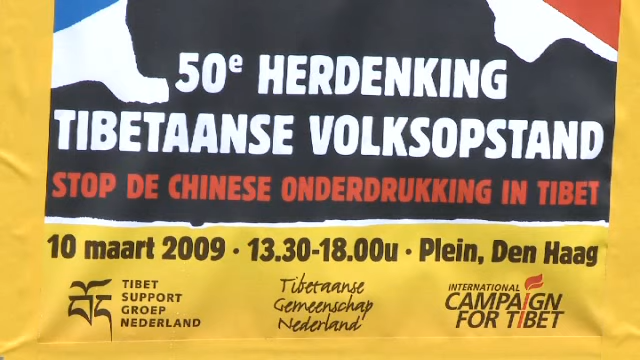 50e HERDENKING
TIBETAANSE VOLKSOPSTAND
STOP DE CHINESE ONDERDRUKKING IN TIBET
10 maart 2009 · 13.30-18.00u · Plein, Den Haag
TIBET
SUPPORT
GROEP
NEDERLAND
Tibetaanse
Gemeenschap
Nederland
INTERNATIONAL
CAMPAIGN
FOR TIBET